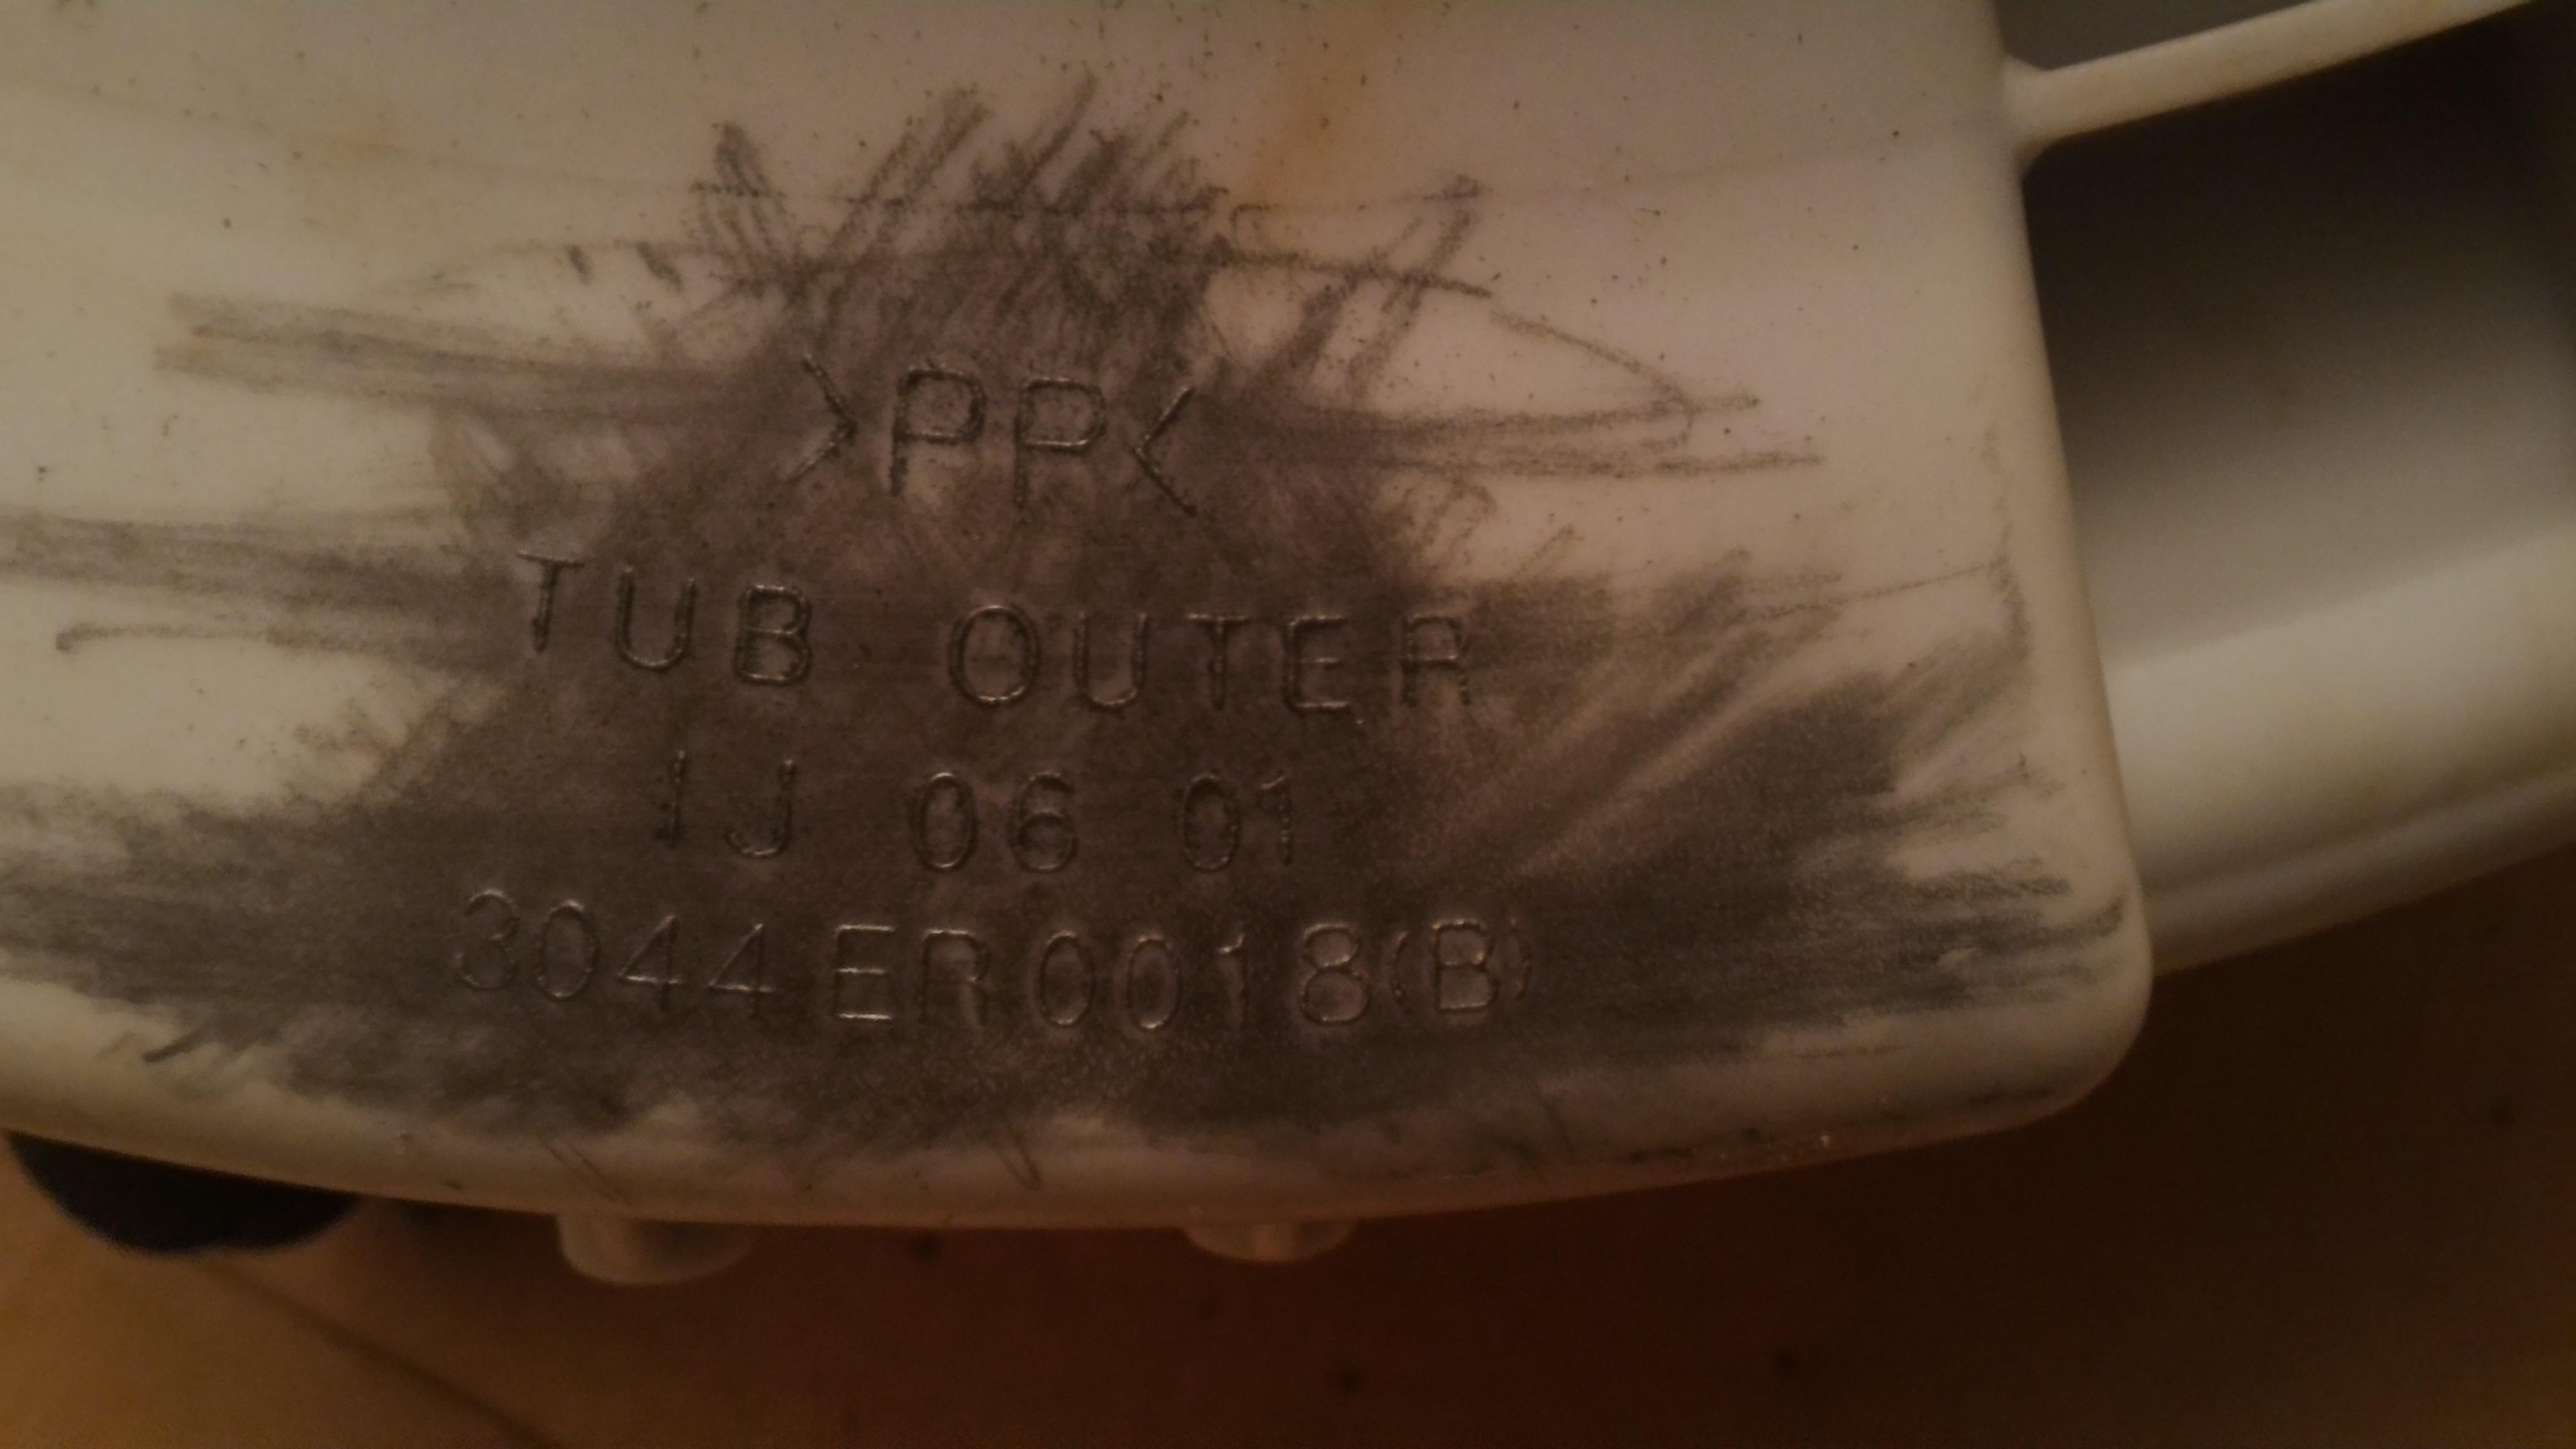 >PP<
TUB OUTER
IJ 06 01
3044ER0018(B)